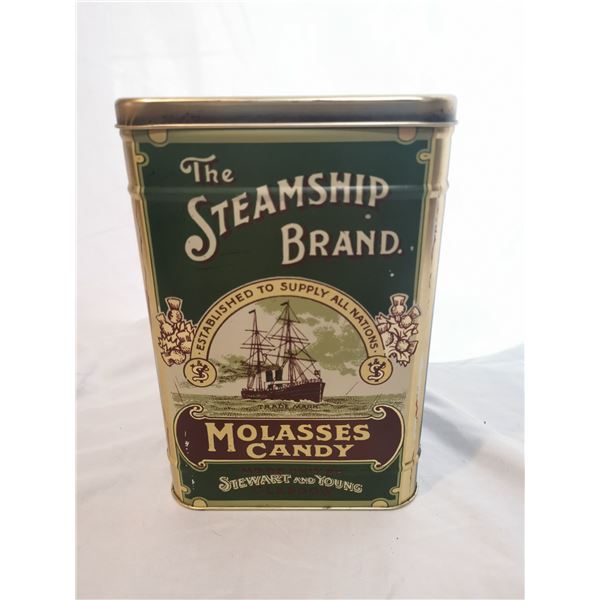 The
STEAMSHIP
BRAND.
· ESTABLISHED TO SUPPLY ALL NATIONS ·
TRADE MARK
MOLASSES
CANDY
STEWART AND YOUNG